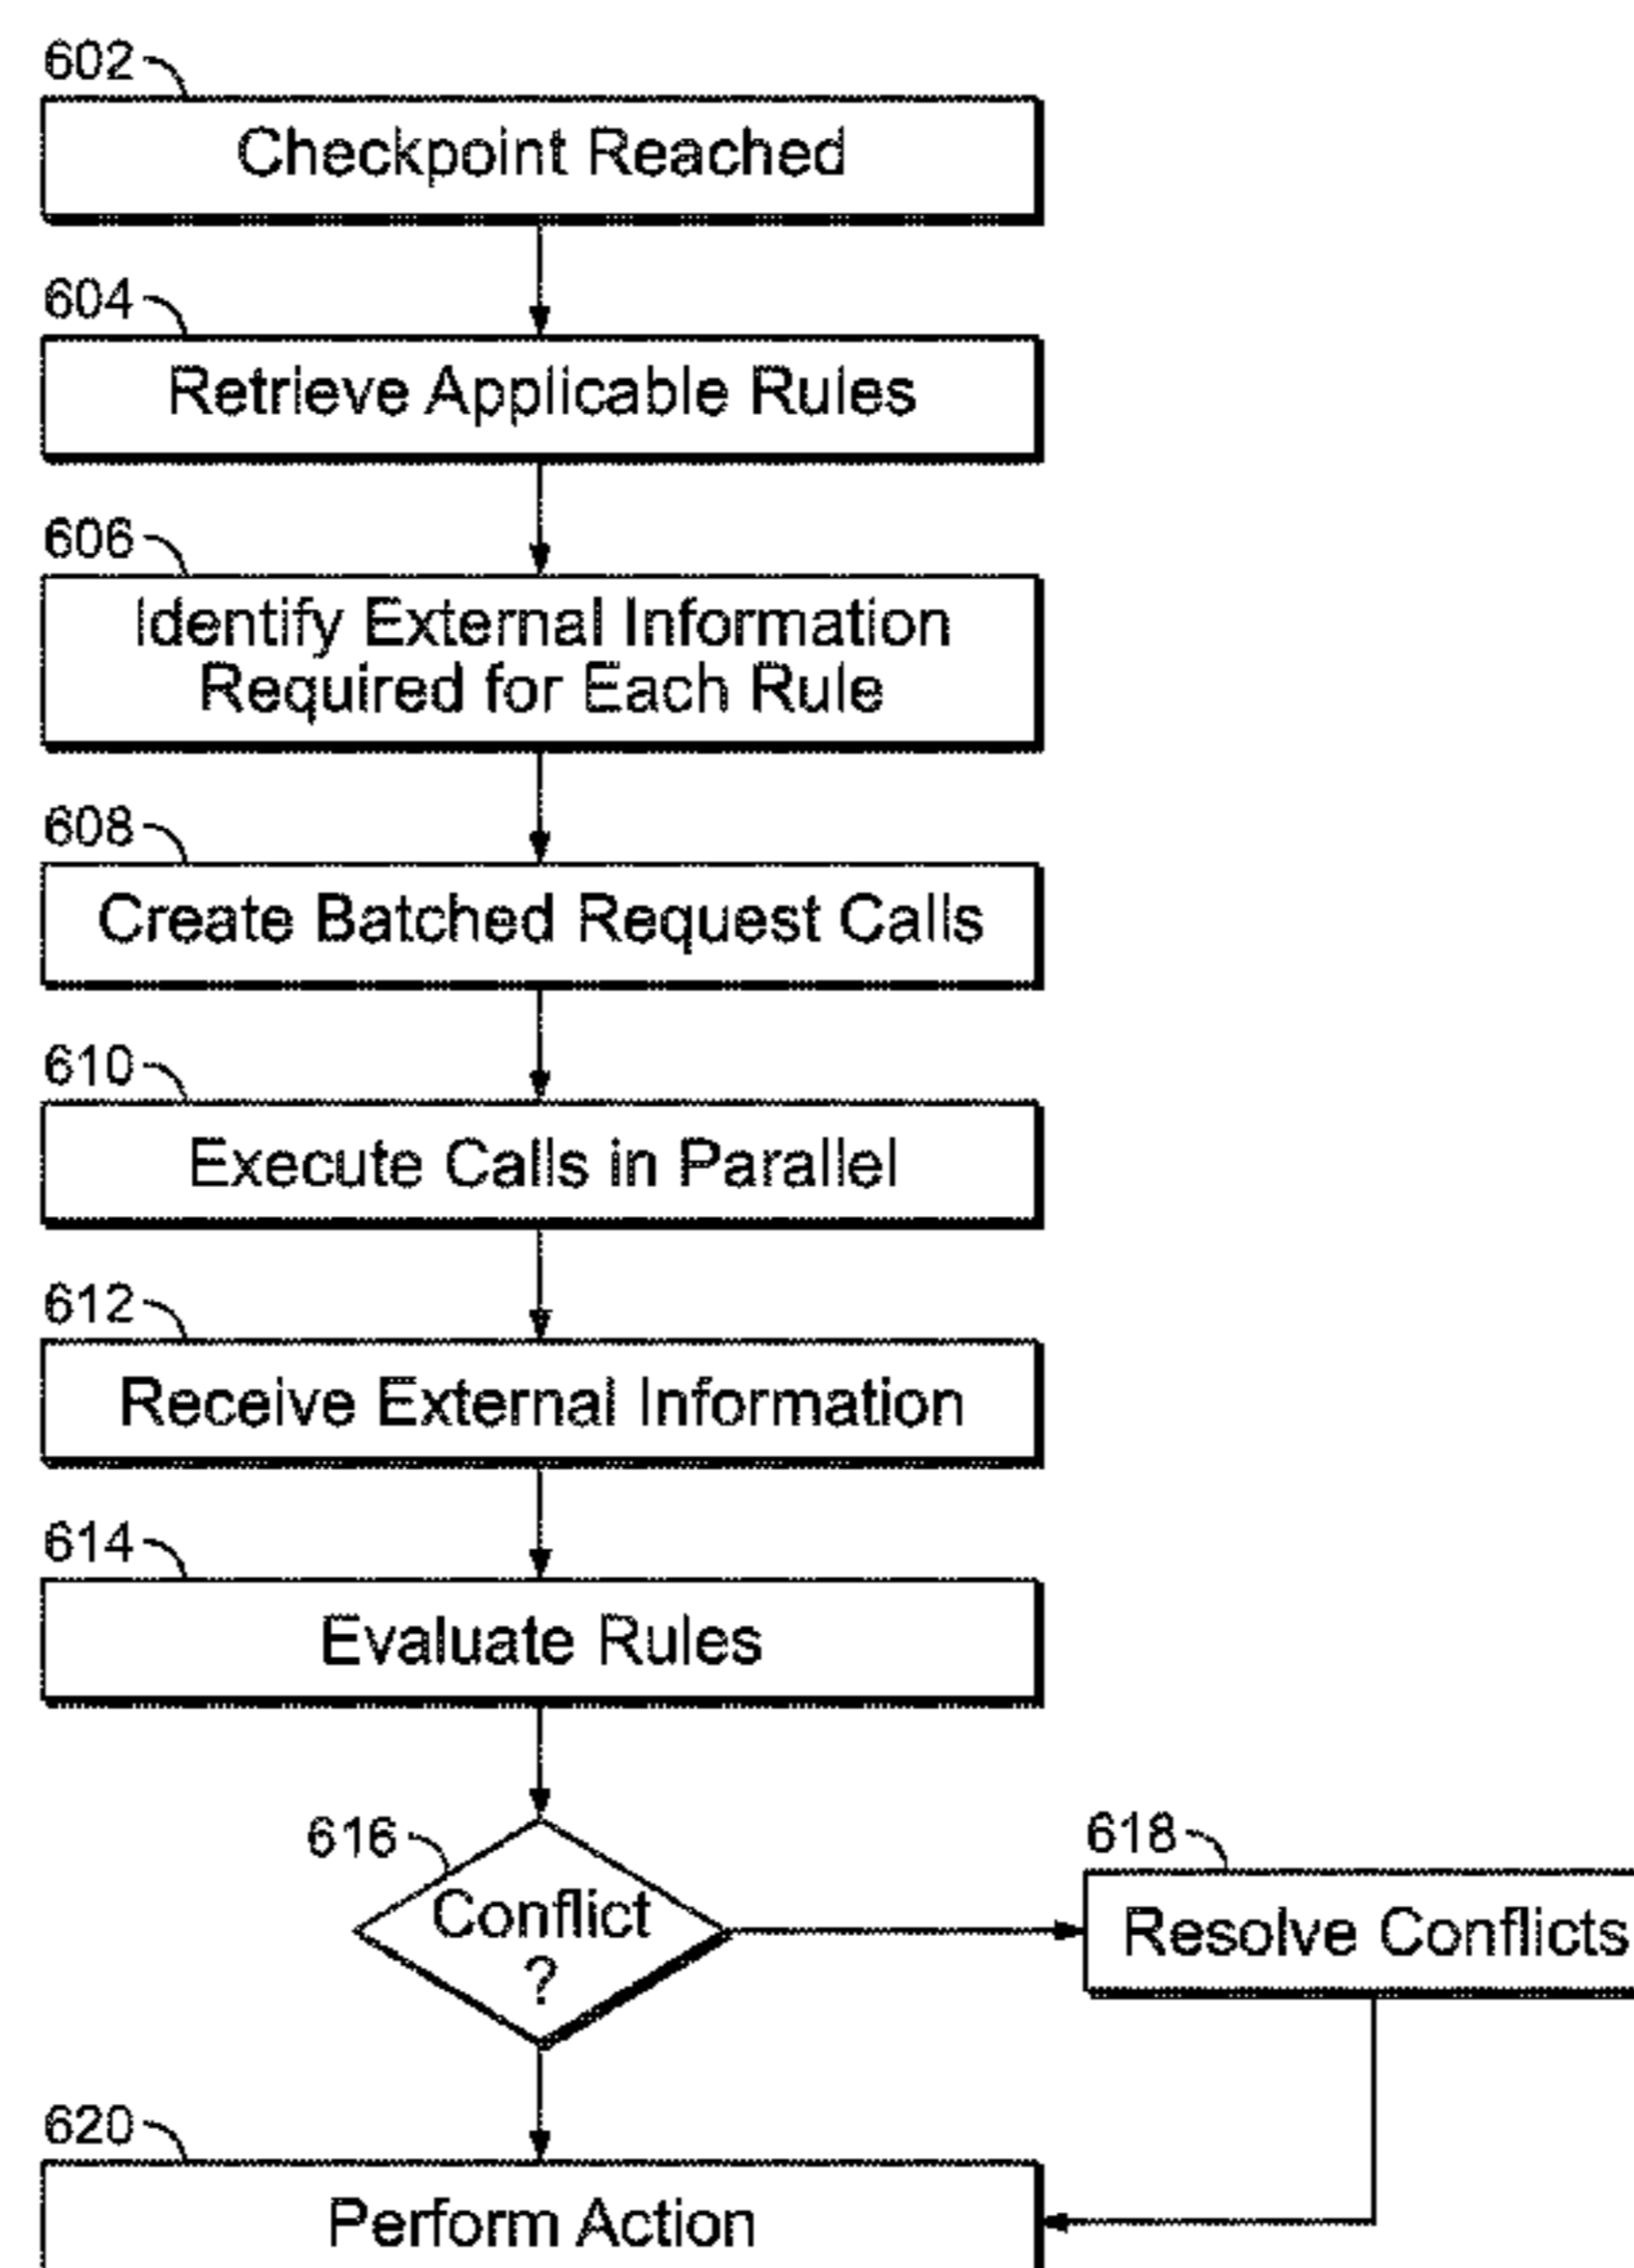 602
Checkpoint Reached
604
Retrieve Applicable Rules
606
Identify External Information
Required for Each Rule
608
Create Batched Request Calls
610
Execute Calls in Parallel
612
Receive External Information
614
Evaluate Rules
616
Conflict
?
618
Resolve Conflicts
620
Perform Action